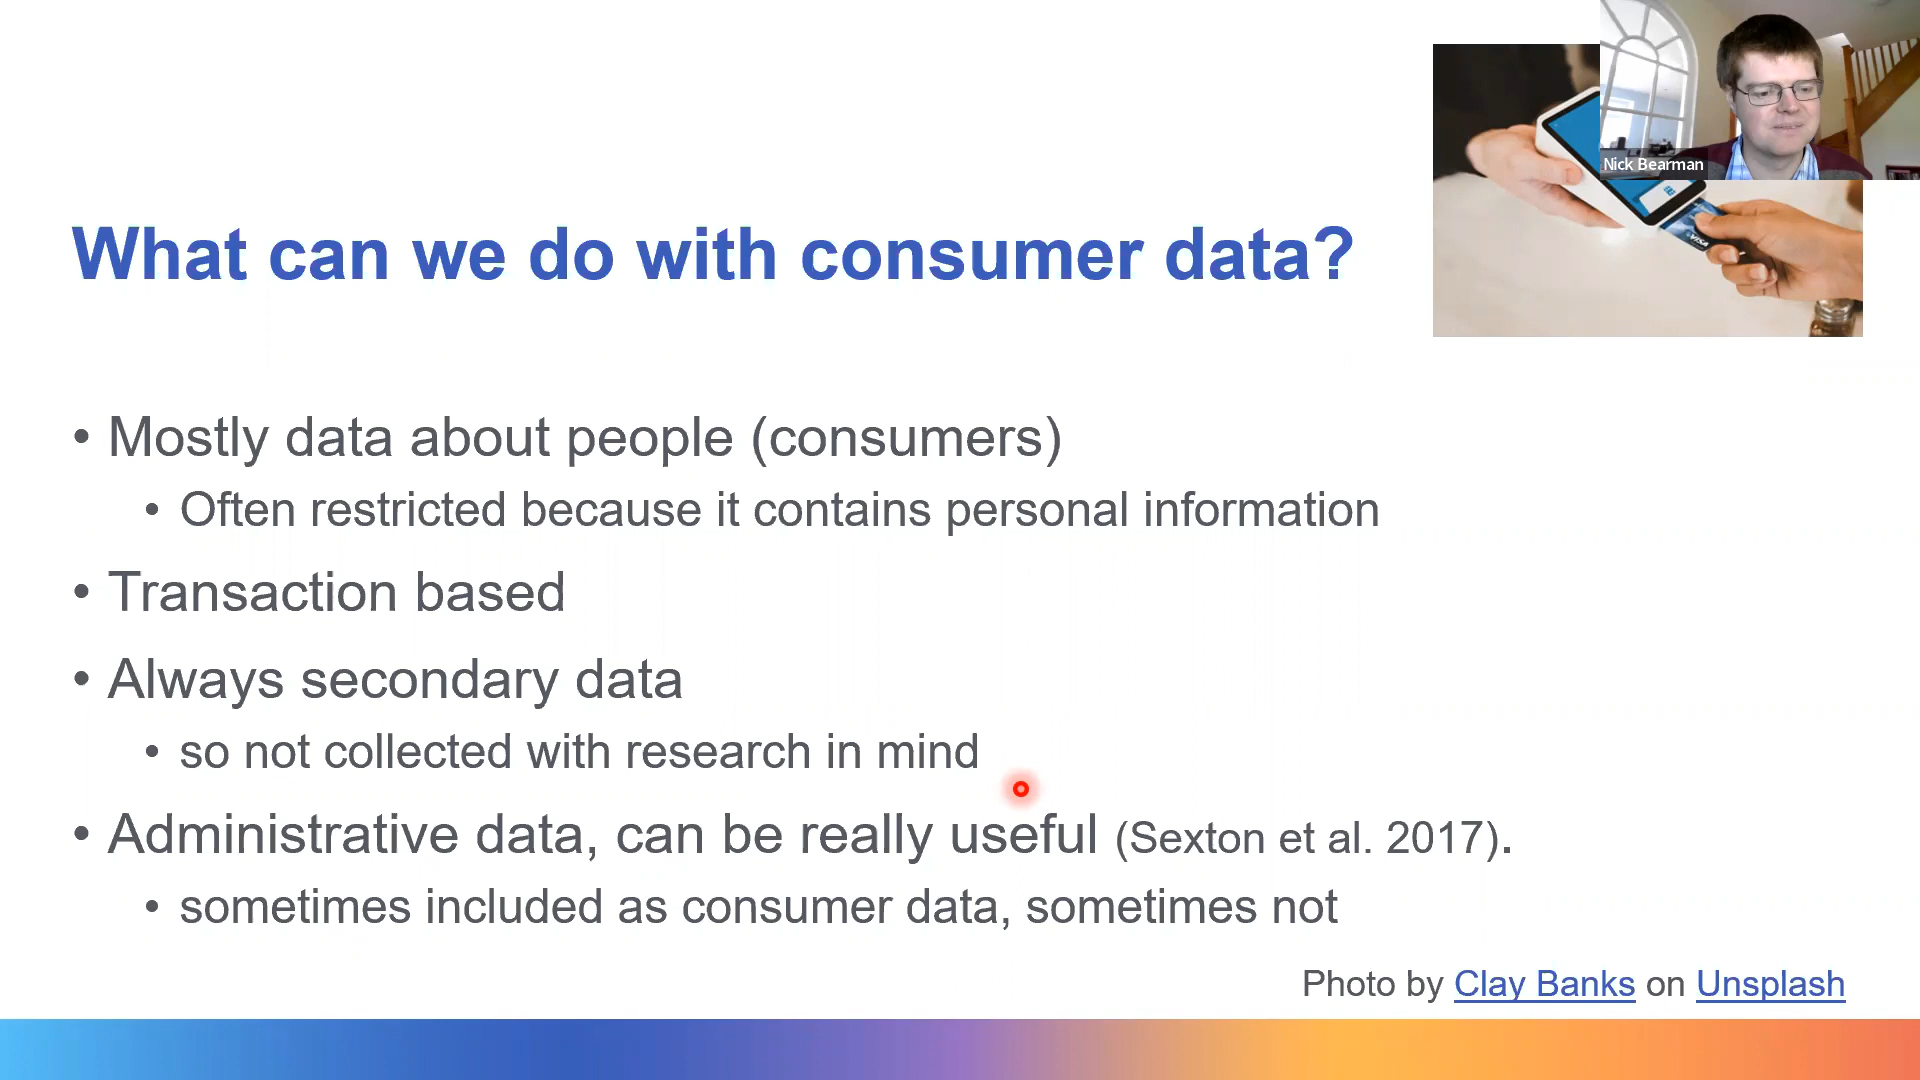 Nick Bearman
VISA
What can we do with consumer data?
• Mostly data about people (consumers)
• Often restricted because it contains personal information
• Transaction based
• Always secondary data
• so not collected with research in mind
• Administrative data, can be really useful (Sexton et al. 2017).
• sometimes included as consumer data, sometimes not
Photo by Clay Banks on Unsplash